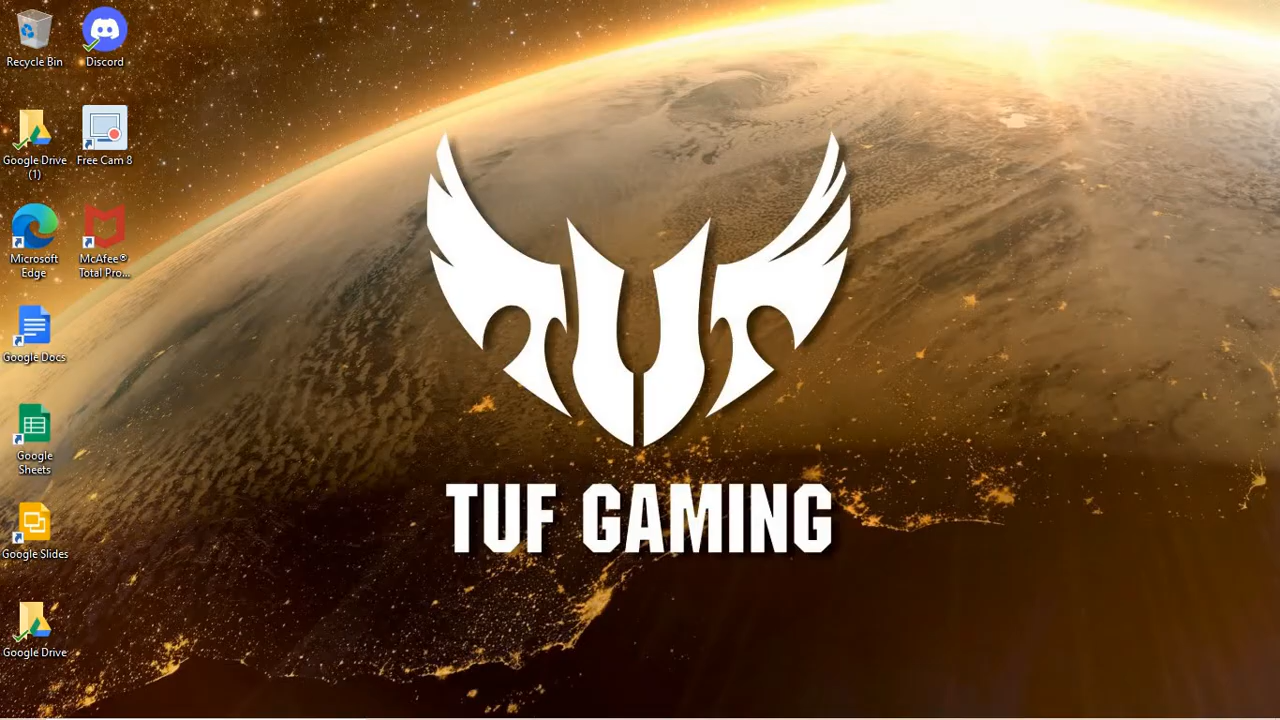 Recycle Bin
Discord
Google Drive
(1)
Free Cam 8
Microsoft
Edge
McAfee®
Total Pro...
Google Docs
Google
Sheets
Google Slides
Google Drive
TUF GAMING